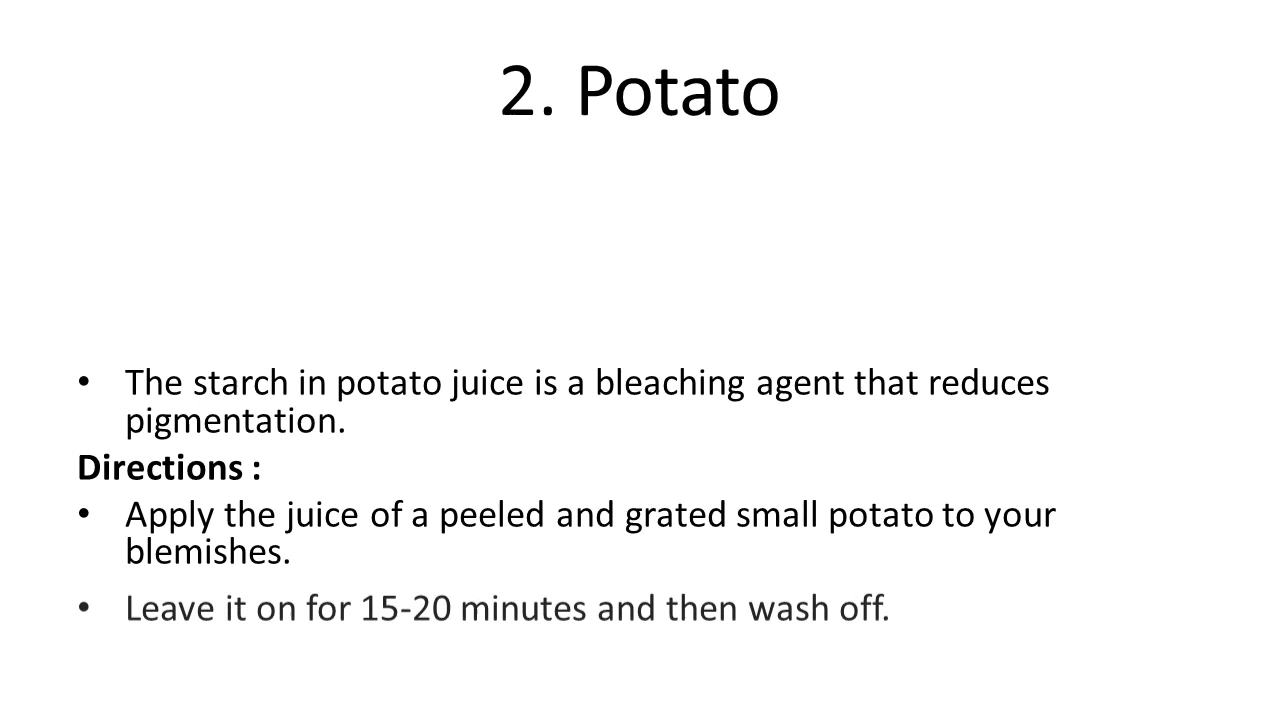 2. Potato
• The starch in potato juice is a bleaching agent that reduces
pigmentation.
Directions :
• Apply the juice of a peeled and grated small potato to your
blemishes.
• Leave it on for 15-20 minutes and then wash off.